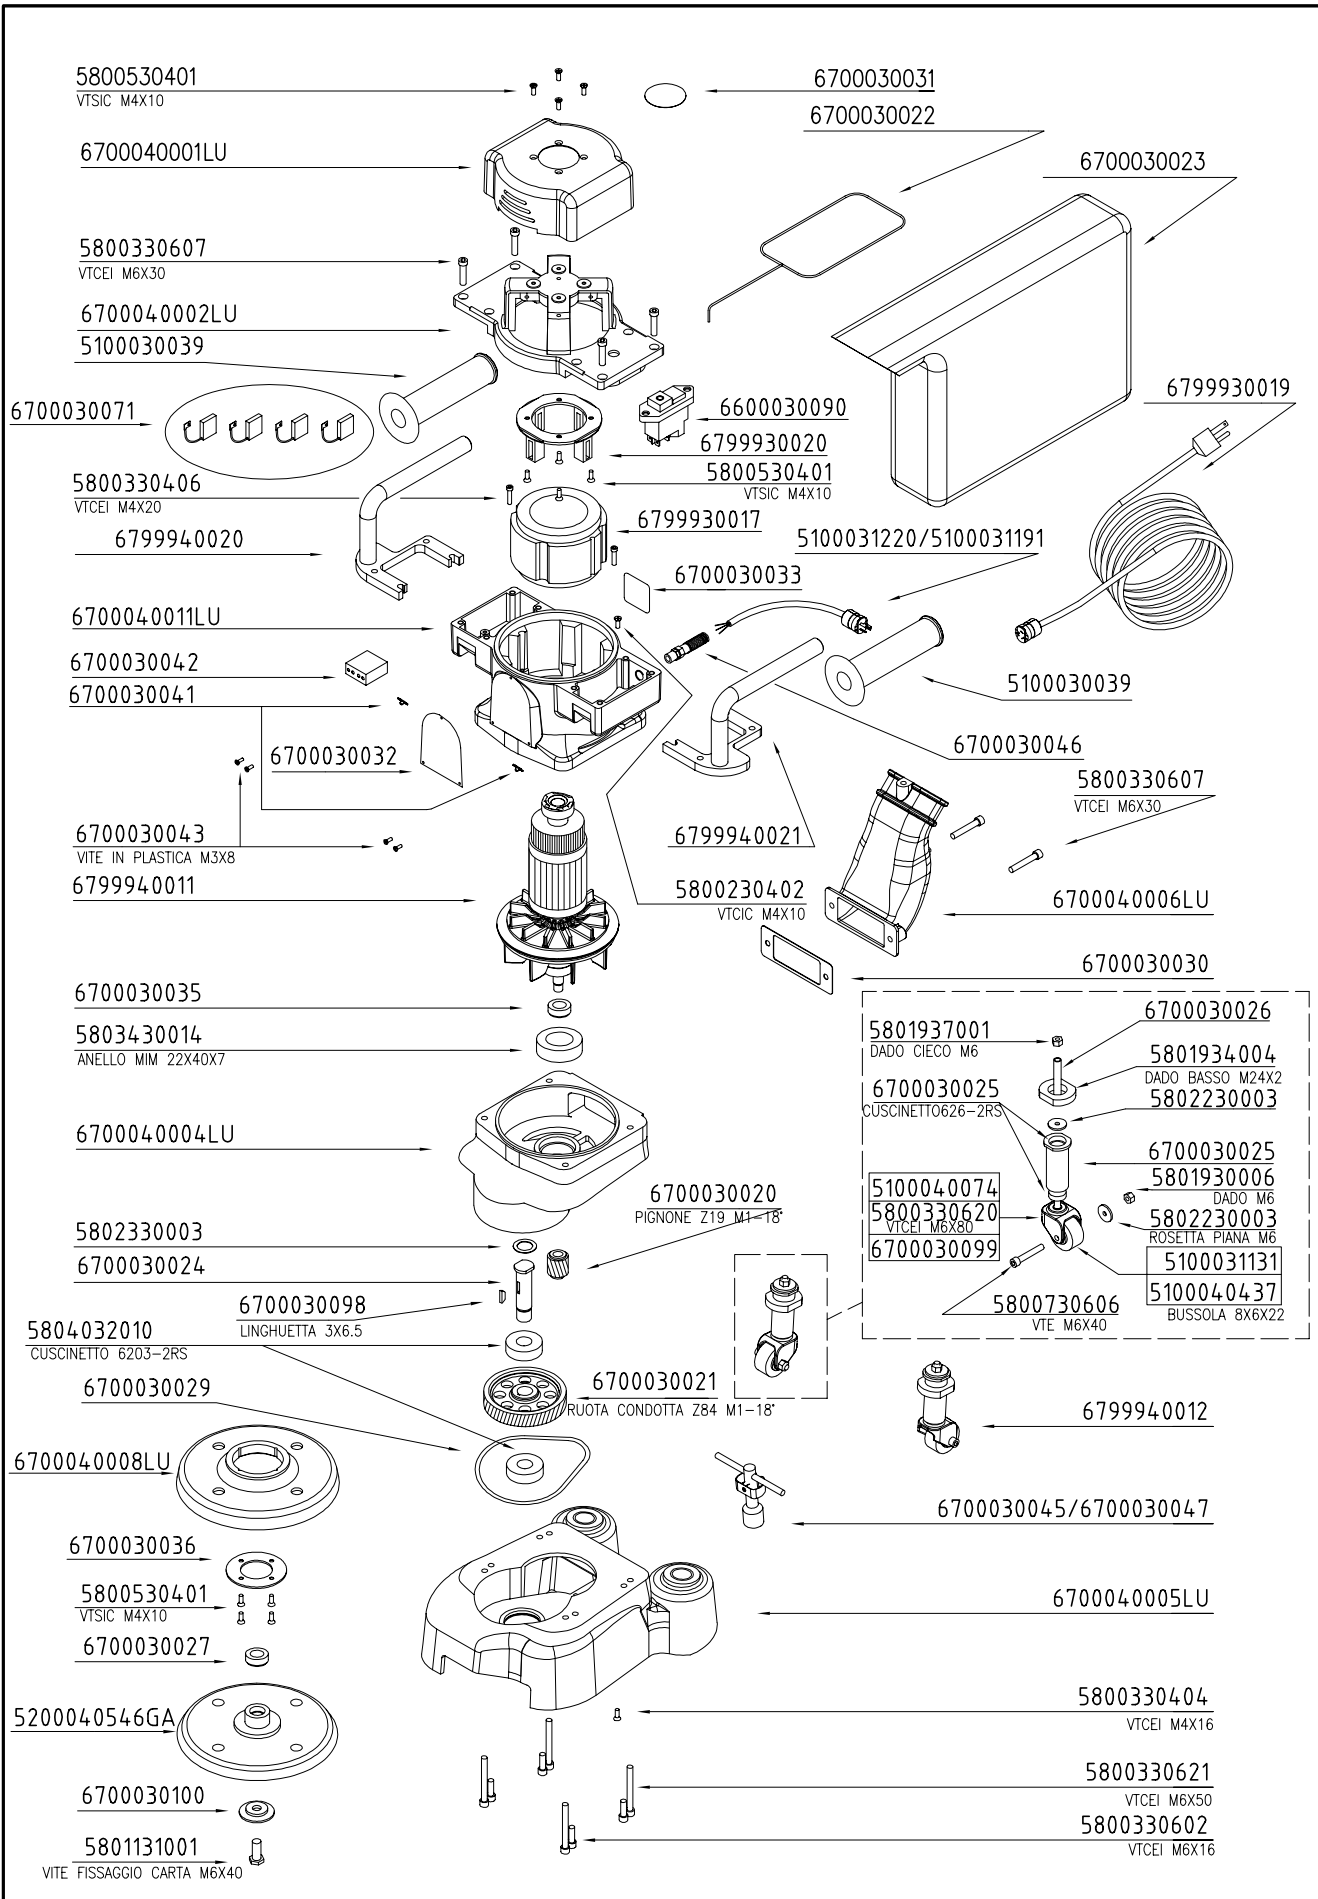 5800530401
VTSIC M4X10
6700030031
6700030022
6700040001LU
6700030023
5800330607
VTCEI M6X30
6700040002LU
5100030039
6799930019
6700030071
6600030090
6799930020
5800530401
VTSIC M4X10
5800330406
VTCEI M4X20
6799930017
6799940020
5100031220/5100031191
6700030033
6700040011LU
6700030042
6700030041
5100030039
6700030032
6700030046
5800330607
VTCEI M6X30
6700030043
VITE IN PLASTICA M3X8
6799940021
6799940011
5800230402
VTCIC M4X10
6700040006LU
6700030030
6700030035
5803430014
ANELLO MIM 22X40X7
6700030026
5801937001
DADO CIECO M6
5801934004
DADO BASSO M24X2
6700030025
CUSCINETTO626-2RS
5802230003
6700040004LU
6700030025
5801930006
DADO M6
5100040074
5800330620
VTCEI M6X80
6700030099
5802230003
ROSETTA PIANA M6
5100031131
5100040437
BUSSOLA 8X6X22
5800730606
VTE M6X40
6700030020
PIGNONE Z19 M1-18°
5802330003
6700030024
6700030098
LINGHUETTA 3X6.5
5804032010
CUSCINETTO 6203-2RS
6700030029
6700030021
RUOTA CONDOTTA Z84 M1-18°
6799940012
6700040008LU
6700030045/6700030047
6700030036
5800530401
VTSIC M4X10
6700040005LU
6700030027
5200040546GA
5800330404
VTCEI M4X16
6700030100
5800330621
VTCEI M6X50
5801131001
VITE FISSAGGIO CARTA M6X40
5800330602
VTCEI M6X16